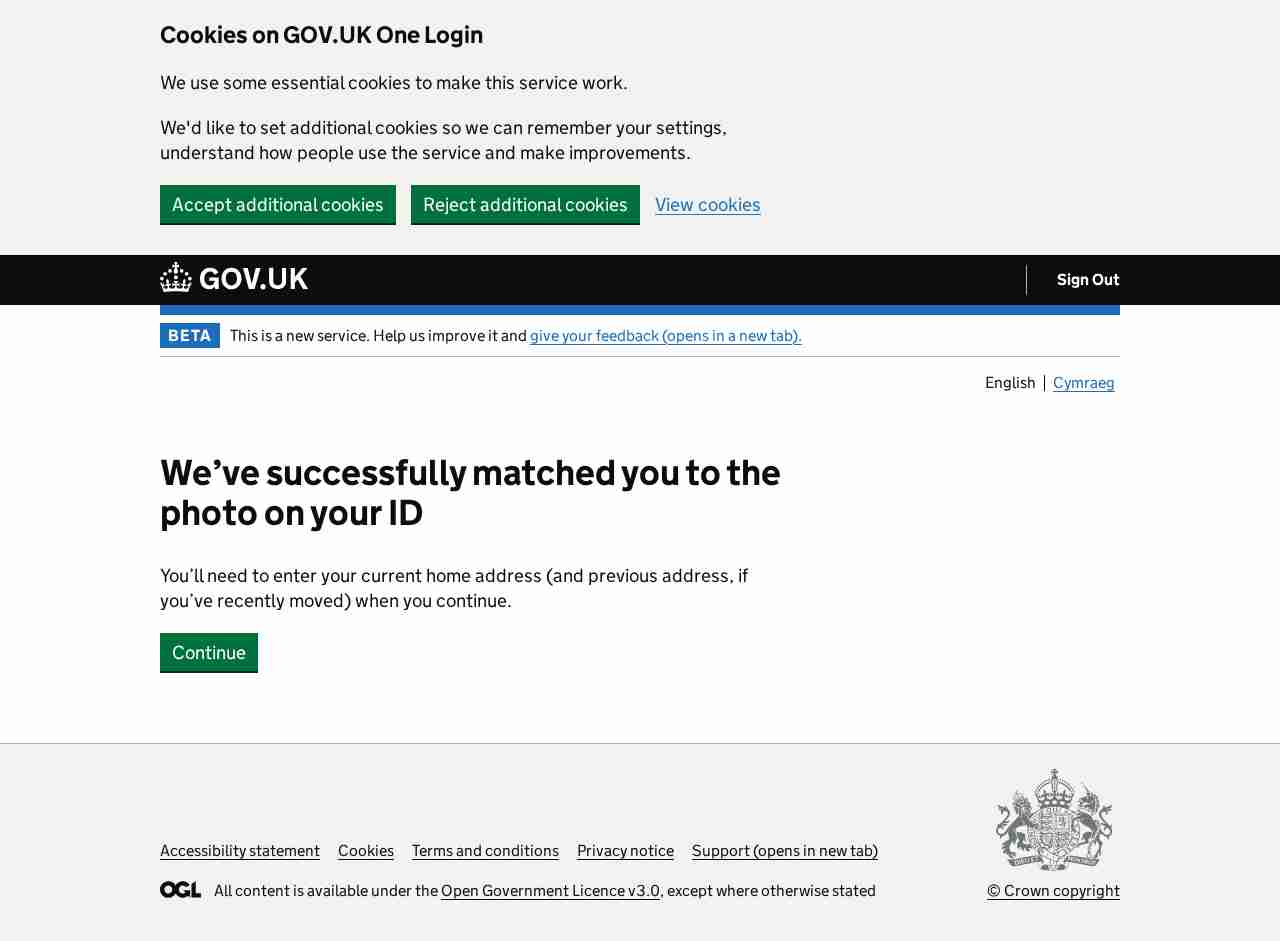 Cookies on GOV.UK One Login
We use some essential cookies to make this service work.
We'd like to set additional cookies so we can remember your settings,
understand how people use the service and make improvements.
Accept additional cookies Reject additional cookies View cookies
GOV.UK Sign Out
BETA This is a new service. Help us improve it and give your feedback (opens in a new tab).
English Cymraeg
We’ve successfully matched you to the
photo on your ID
You’ll need to enter your current home address (and previous address, if
you’ve recently moved) when you continue.
Continue
Accessibility statement Cookies Terms and conditions Privacy notice Support (opens in new tab)
OGL All content is available under the Open Government Licence v3.0, except where otherwise stated © Crown copyright